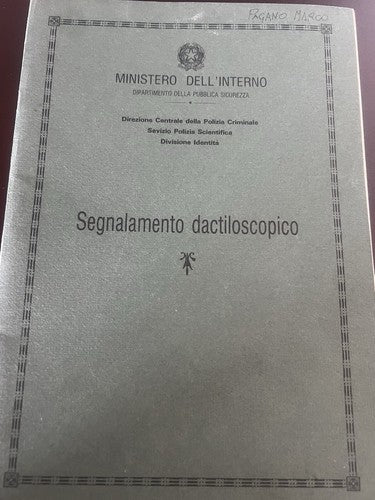 PAGANO MARCO
MINISTERO DELL'INTERNO
DIPARTIMENTO DELLA PUBBLICA SICUREZZA
Direzione Centrale della Polizia Criminale
Sevizio Polizia Scientifica
Divisione Identità
Segnalamento dactiloscopico